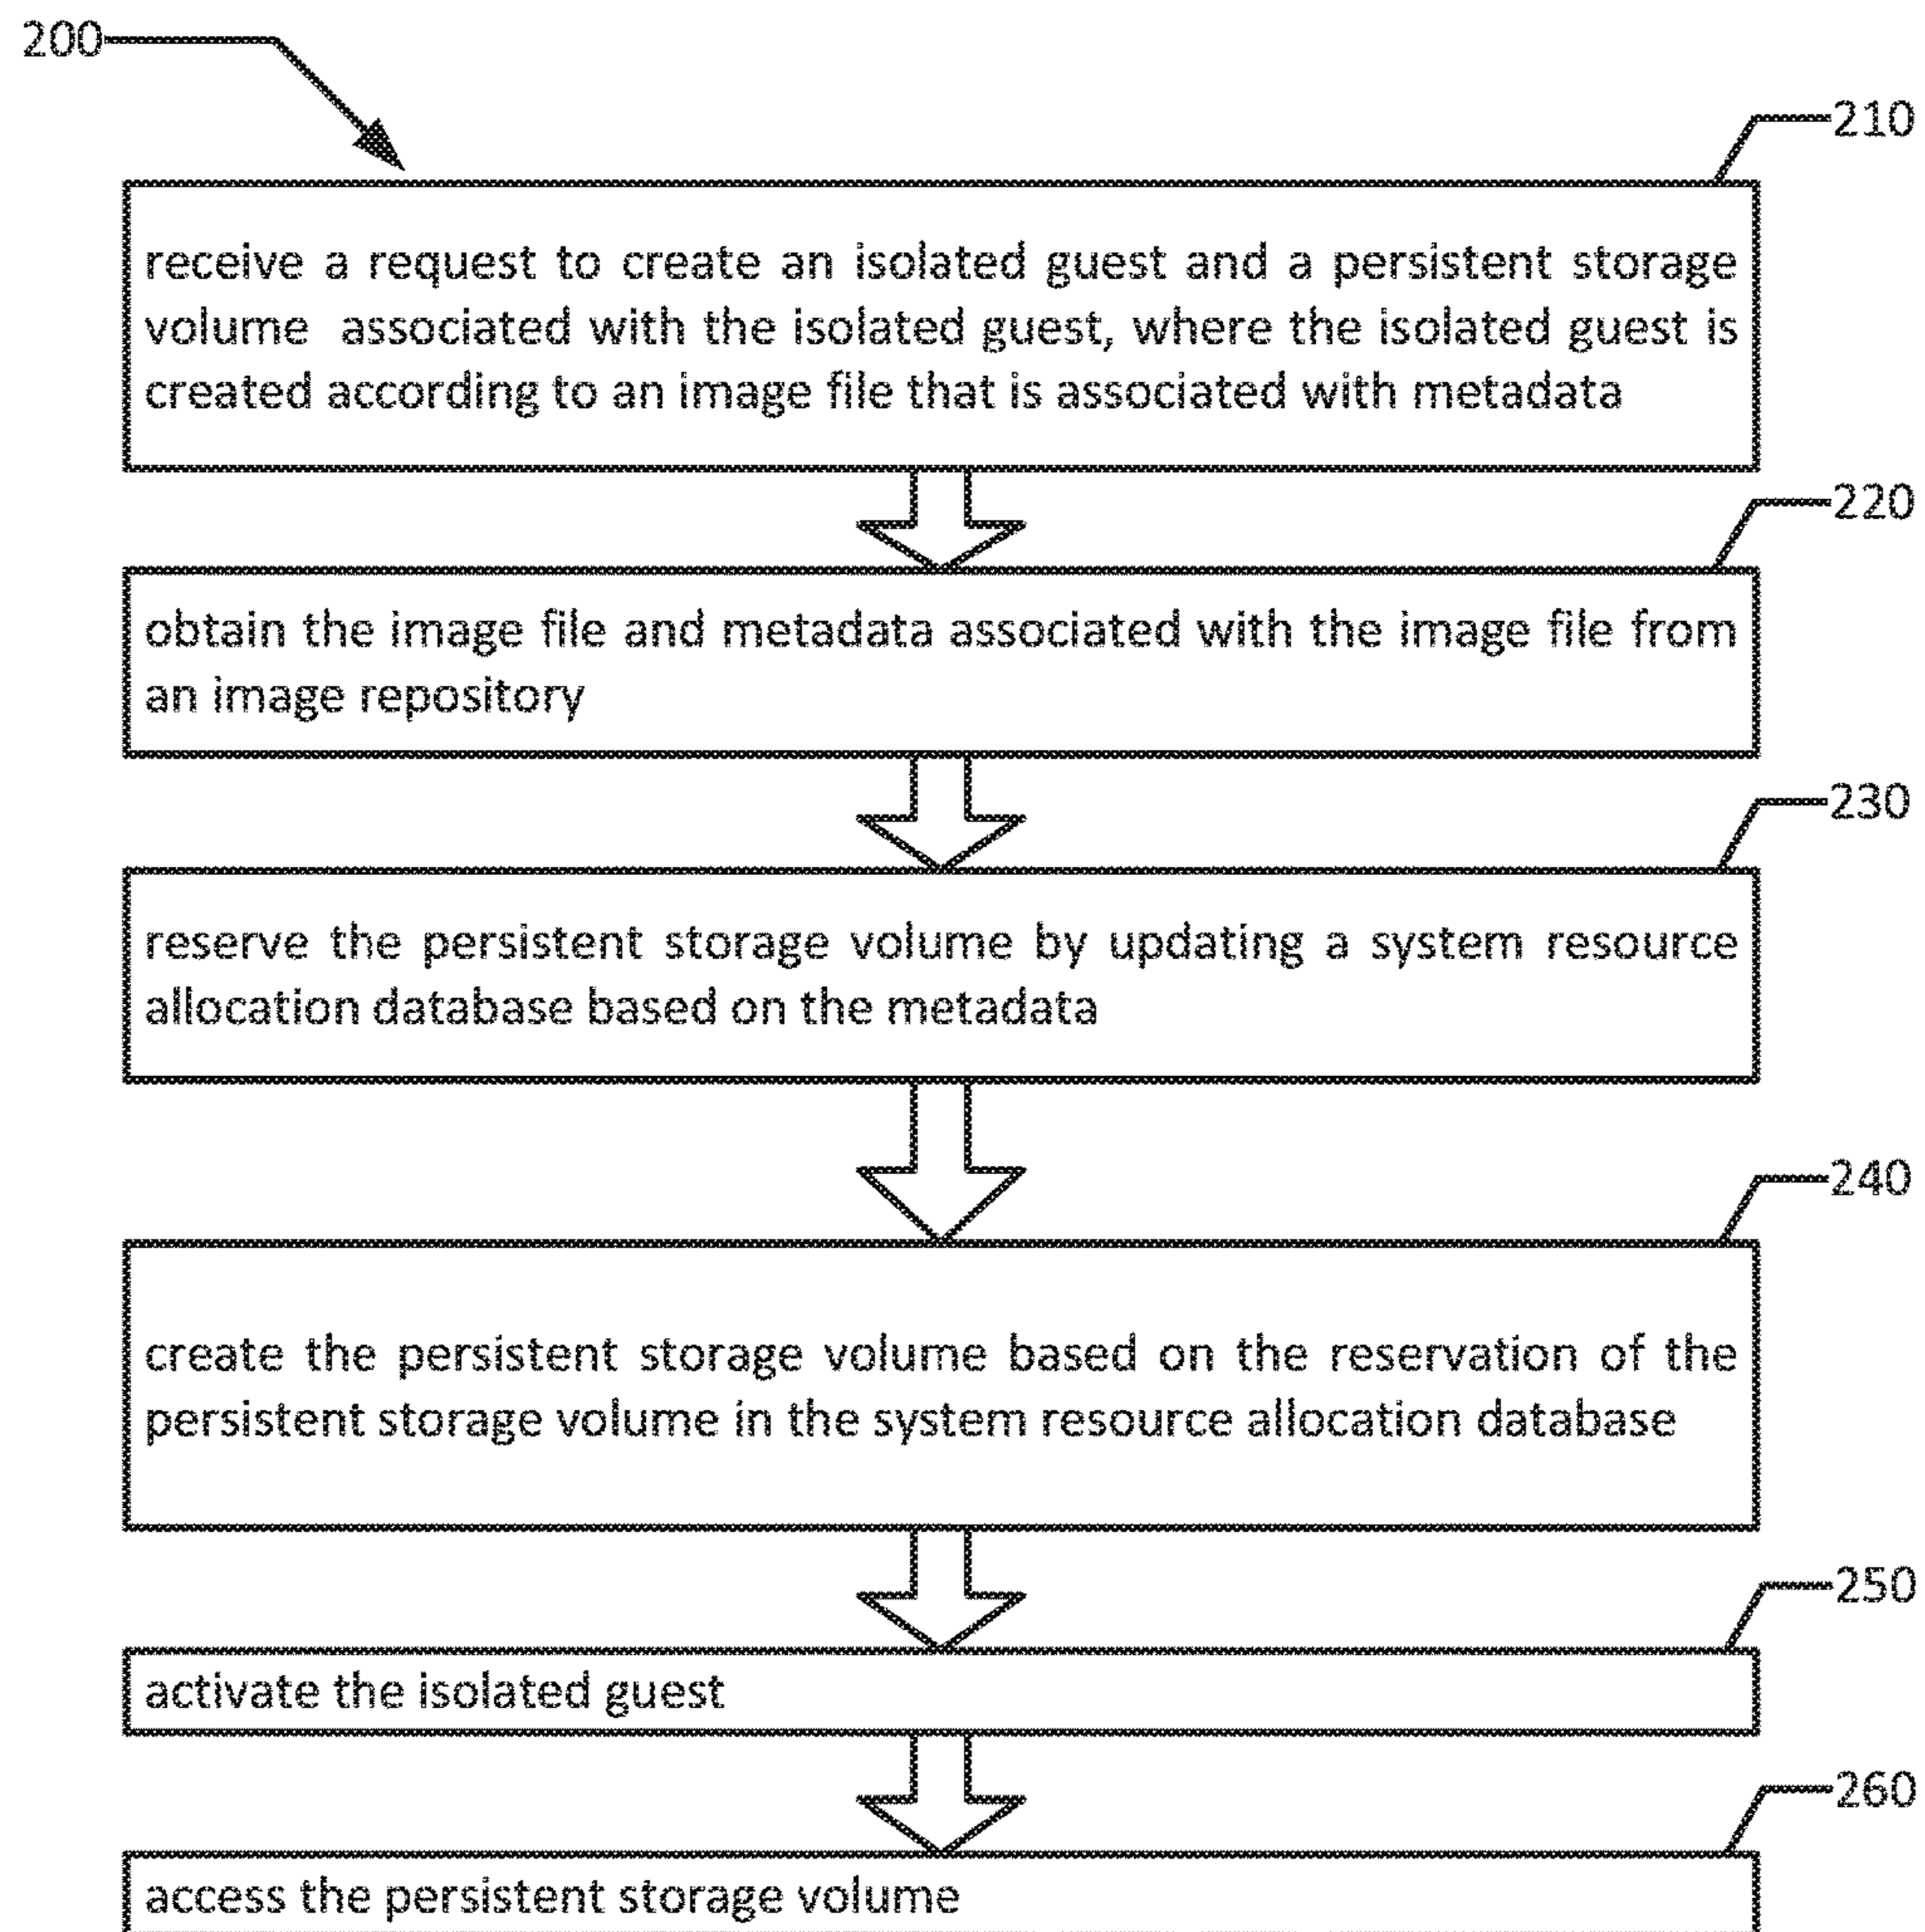 200
210
receive a request to create an isolated guest and a persistent storage
volume associated with the isolated guest, where the isolated guest is
created according to an image file that is associated with metadata
220
obtain the image file and metadata associated with the image file from
an image repository
230
reserve the persistent storage volume by updating a system resource
allocation database based on the metadata
240
create the persistent storage volume based on the reservation of the
persistent storage volume in the system resource allocation database
250
activate the isolated guest
260
access the persistent storage volume